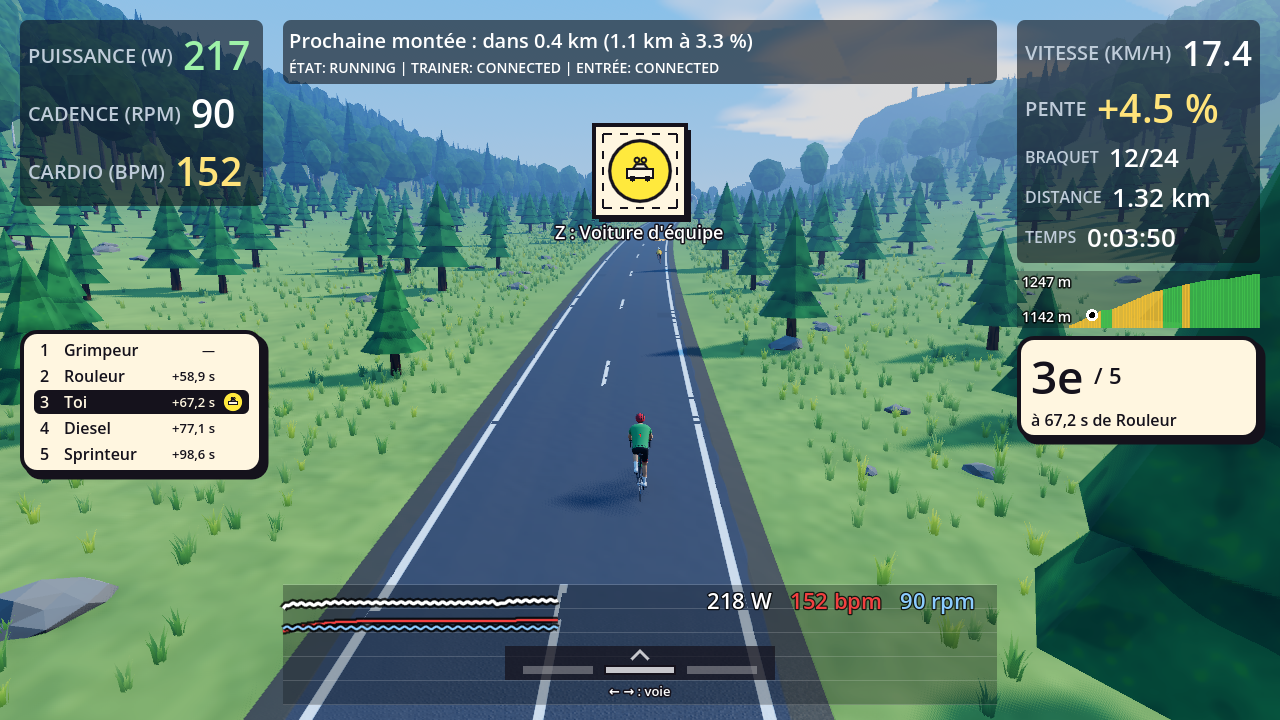 PUISSANCE (W) 217
CADENCE (RPM) 90
CARDIO (BPM) 152
Prochaine montée : dans 0.4 km (1.1 km à 3.3 %)
ÉTAT: RUNNING | TRAINER: CONNECTED | ENTRÉE: CONNECTED
VITESSE (KM/H) 17.4
PENTE +4.5 %
BRAQUET 12/24
DISTANCE 1.32 km
TEMPS 0:03:50
Z : Voiture d'équipe
1247 m
1142 m
1 Grimpeur —
2 Rouleur +58,9 s
3 Toi +67,2 s
4 Diesel +77,1 s
5 Sprinteur +98,6 s
3e / 5
à 67,2 s de Rouleur
218 W 152 bpm 90 rpm
← → : voie